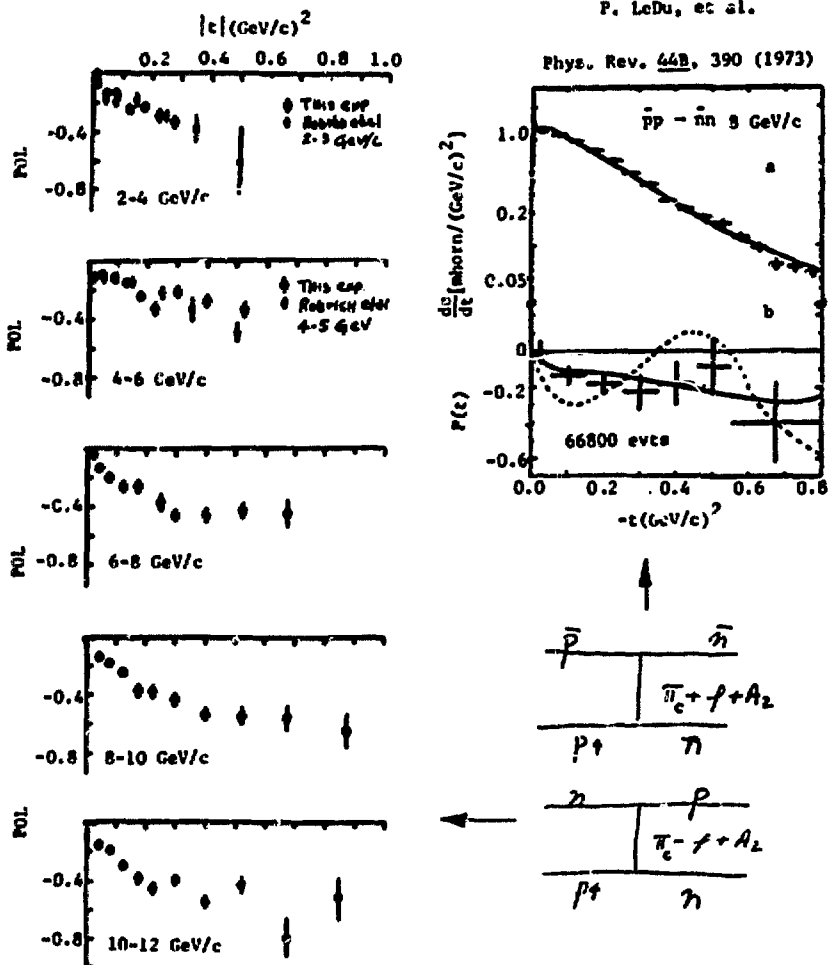 P. LeDu, et al.
Phys. Rev. 44B, 390 (1973)
|t|(GeV/c)²
0.2 0.4 0.6 0.8 1.0
POL
-0.4
-0.8
This exp
2-4 GeV/c
POL
-0.4
-0.8
This exp
4-5 GeV
4-6 GeV/c
POL
-0.4
-0.8
6-8 GeV/c
POL
-0.4
-0.8
8-10 GeV/c
POL
-0.4
-0.8
10-12 GeV/c
p̄p → n̄n 8 GeV/c
a
dσ/dt[mborn/(GeV/c)²]
1.0
0.2
0.05
b
P(t)
0
-0.2
-0.6
66800 evts
0.0 0.2 0.4 0.6 0.8
-t(GeV/c)²
p̄ n̄
π_c + ρ + A₂
p↑ n
n p
π_c - ρ + A₂
p↑ n